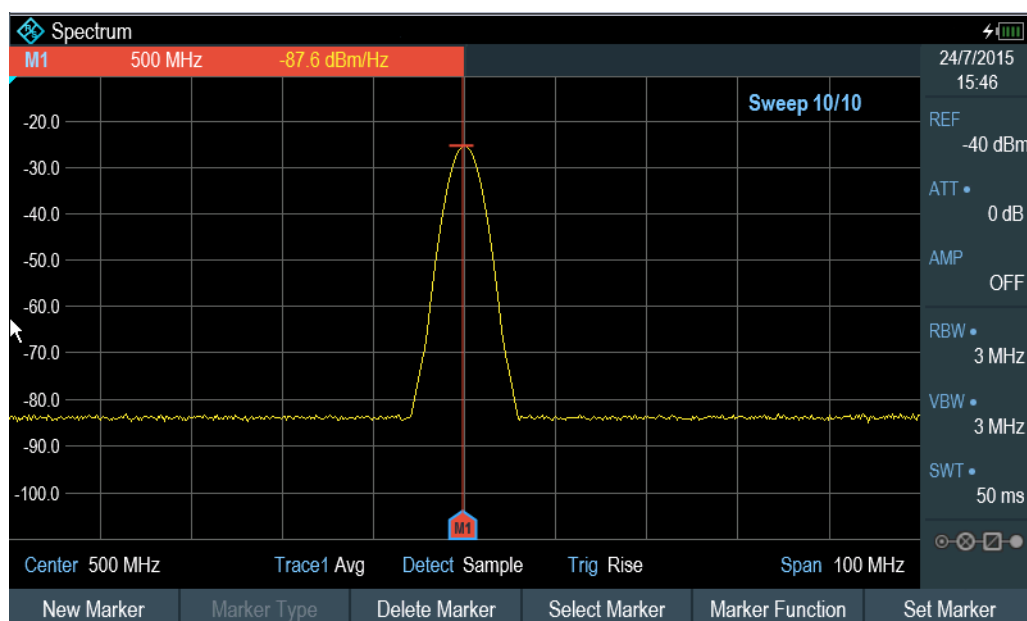 Spectrum
M1 500 MHz -87.6 dBm/Hz
24/7/2015
15:46
Sweep 10/10
-20.0
-30.0
-40.0
-50.0
-60.0
-70.0
-80.0
-90.0
-100.0
M1
REF
-40 dBm
ATT
0 dB
AMP
OFF
RBW
3 MHz
VBW
3 MHz
SWT
50 ms
Center 500 MHz Trace1 Avg Detect Sample Trig Rise Span 100 MHz
New Marker Marker Type Delete Marker Select Marker Marker Function Set Marker